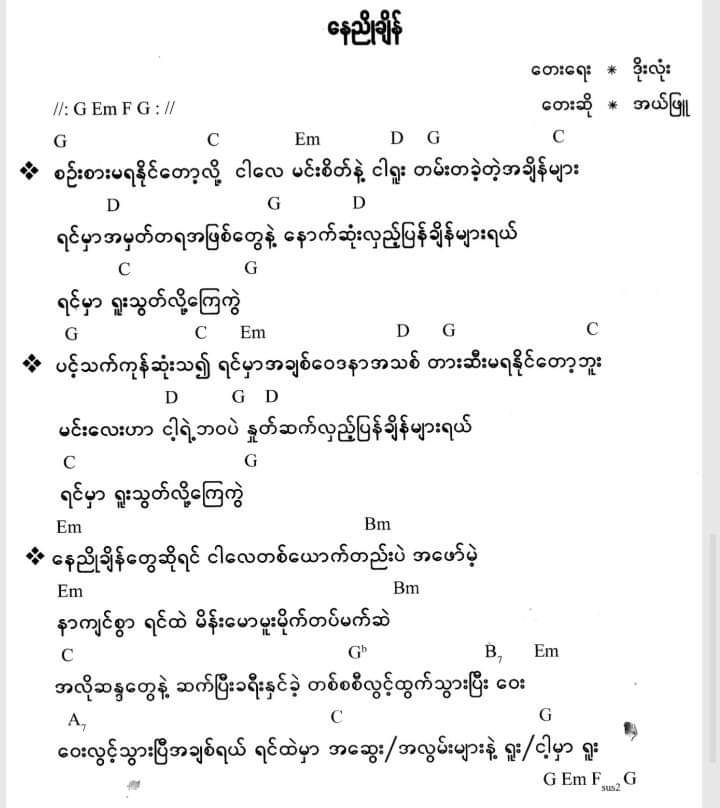 နေညိုချိန်
တေးရေး * ဒိုးလုံး
//: G Em F G : //
တေးဆို * အယ်ဖြူ
G C Em D G C
❖ စဉ်းစားမရနိုင်တော့လို့ ငါလေ မင်းစိတ်နဲ့ ငါရူး တမ်းတခဲ့တဲ့အချိန်များ
D G D
ရင်မှာအမှတ်တရအဖြစ်တွေနဲ့ နောက်ဆုံးလှည့်ပြန်ချိန်များရယ်
C G
ရင်မှာ ရူးသွတ်လို့ကြေကွဲ
G C Em D G C
❖ ပင့်သက်ကုန်ဆုံးသ၍ ရင်မှာအချစ်ဝေဒနာအသစ် တားဆီးမရနိုင်တော့ဘူး
D G D
မင်းလေးဟာ ငါ့ရဲ့ဘဝပဲ နှုတ်ဆက်လှည့်ပြန်ချိန်များရယ်
C G
ရင်မှာ ရူးသွတ်လို့ကြေကွဲ
Em Bm
❖ နေညိုချိန်တွေဆိုရင် ငါလေတစ်ယောက်တည်းပဲ အဖော်မဲ့
Em Bm
နာကျင်စွာ ရင်ထဲ မိန်းမောမူးမိုက်တပ်မက်ဆဲ
C Gᵇ B₇ Em
အလိုဆန္ဒတွေနဲ့ ဆက်ပြီးခရီးနှင်ခဲ့ တစ်စစီလွင့်ထွက်သွားပြီး ဝေး
A₇ C G
ဝေးလွင့်သွားပြီအချစ်ရယ် ရင်ထဲမှာ အဆွေး/အလွမ်းများနဲ့ ရူး/ငါ့မှာ ရူး
G Em Fsus2 G